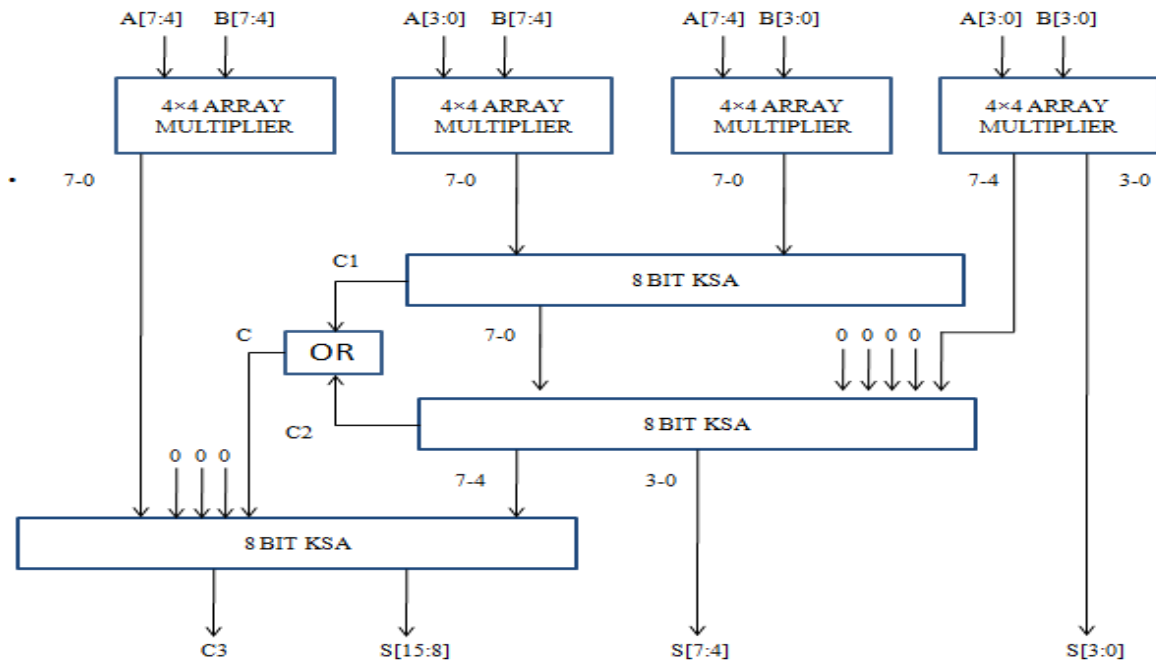 A[7:4] B[7:4] A[3:0] B[7:4] A[7:4] B[3:0] A[3:0] B[3:0]
4×4 ARRAY MULTIPLIER
4×4 ARRAY MULTIPLIER
4×4 ARRAY MULTIPLIER
4×4 ARRAY MULTIPLIER
7-0 7-0 7-0 7-4 3-0
C1
8 BIT KSA
C
OR
7-0
0 0 0 0
C2
8 BIT KSA
0 0 0
7-4 3-0
8 BIT KSA
C3 S[15:8] S[7:4] S[3:0]